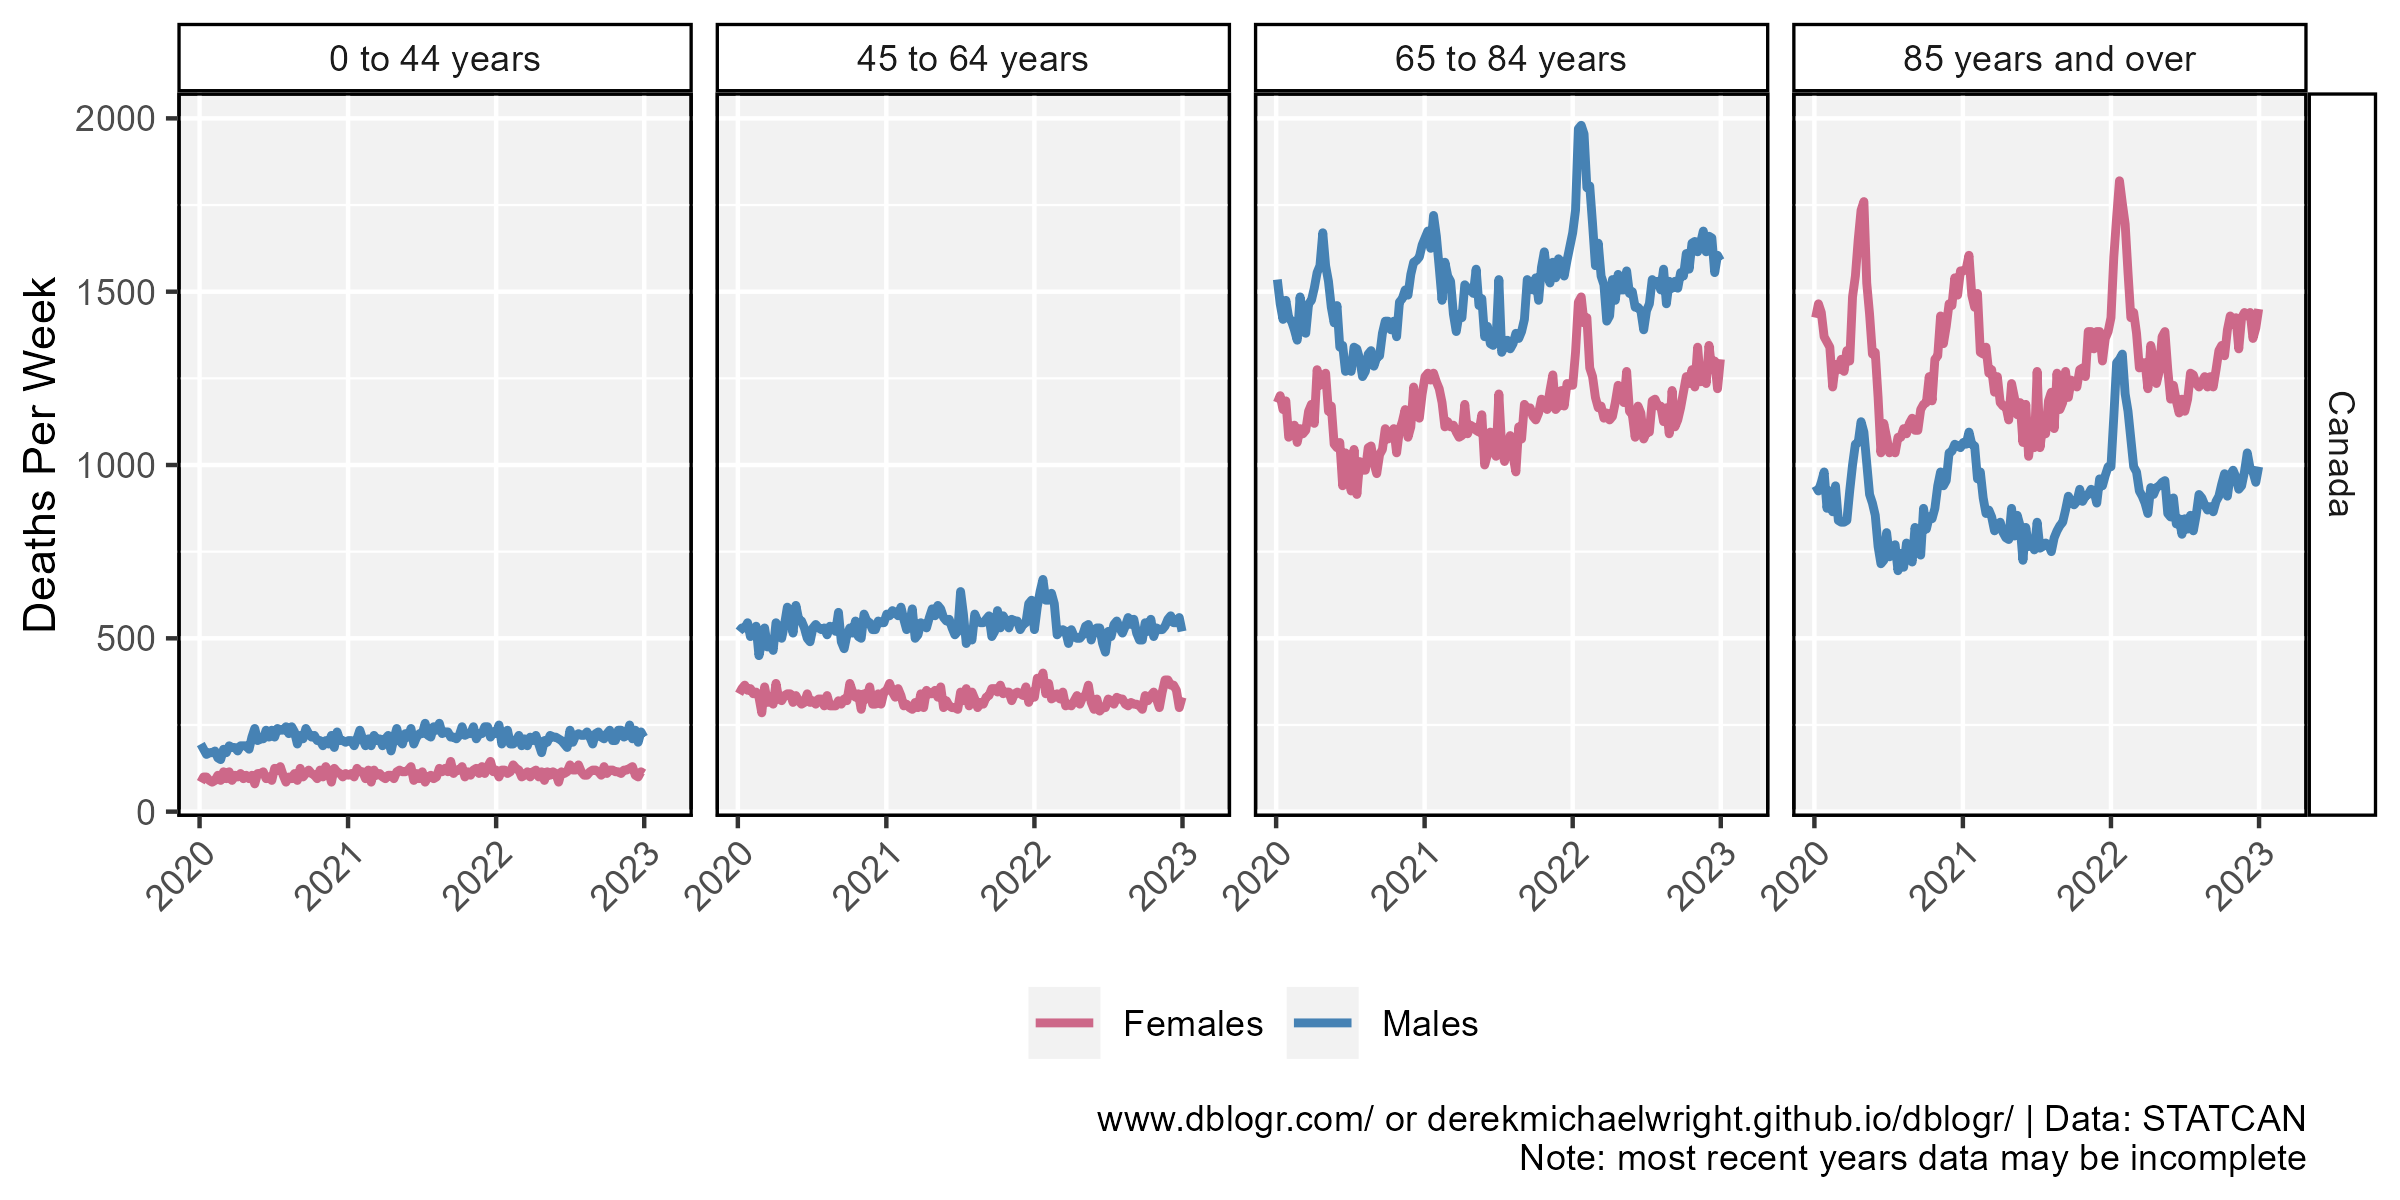 0 to 44 years
45 to 64 years
65 to 84 years
85 years and over
Canada
Deaths Per Week
2000
1500
1000
500
0
2020
2021
2022
2023
2020
2021
2022
2023
2020
2021
2022
2023
2020
2021
2022
2023
Females
Males
www.dblogr.com/ or derekmichaelwright.github.io/dblogr/ | Data: STATCAN
Note: most recent years data may be incomplete